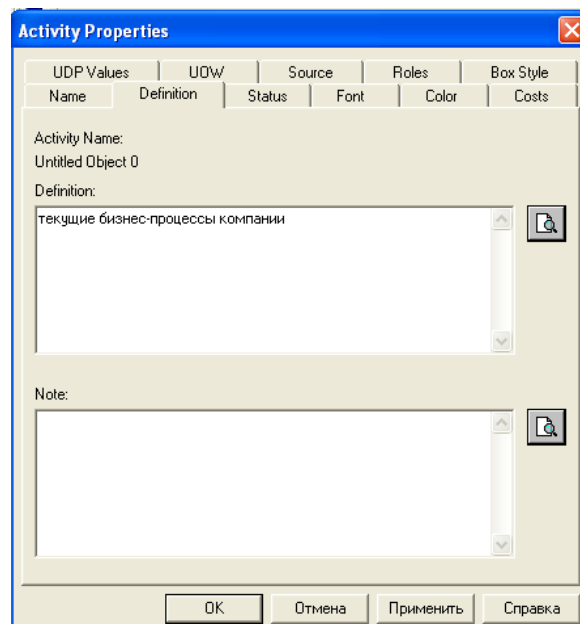 Activity Properties
UDP Values UOW Source Roles Box Style
Name Definition Status Font Color Costs
Activity Name:
Untitled Object 0
Definition:
текущие бизнес-процессы компании
Note:
OK Отмена Применить Справка